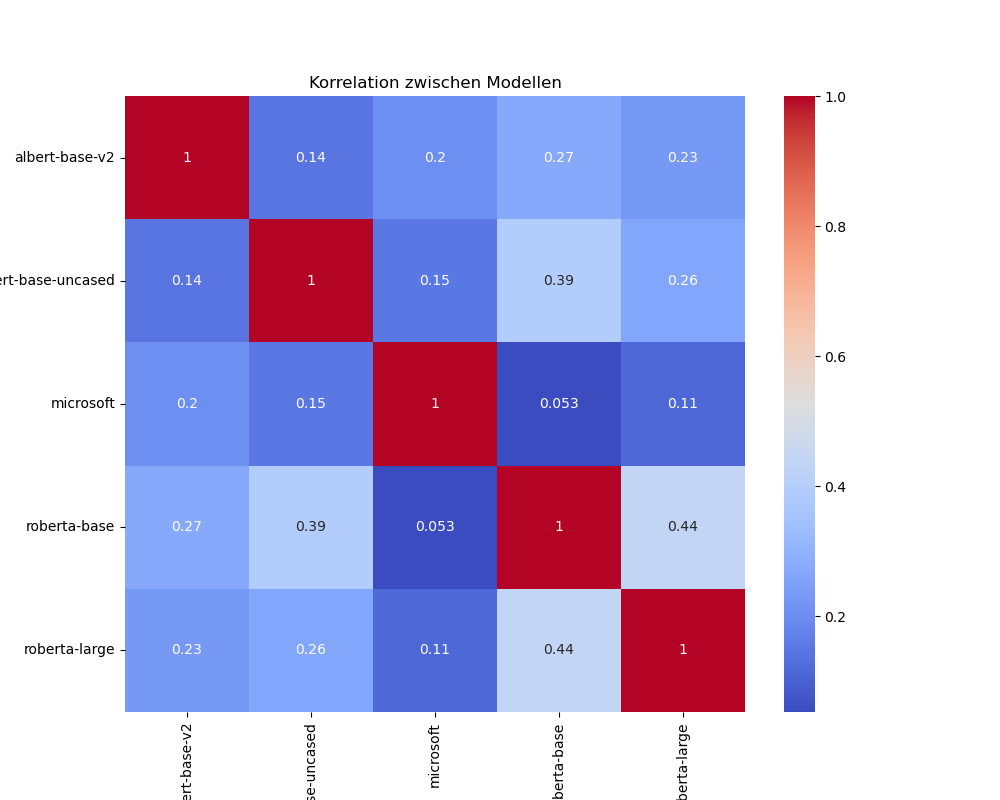 Korrelation zwischen Modellen
albert-base-v2
1
0.14
0.2
0.27
0.23
ert-base-uncased
0.14
1
0.15
0.39
0.26
microsoft
0.2
0.15
1
0.053
0.11
roberta-base
0.27
0.39
0.053
1
0.44
roberta-large
0.23
0.26
0.11
0.44
1
ert-base-v2
se-uncased
microsoft
berta-base
berta-large
1.0
0.8
0.6
0.4
0.2